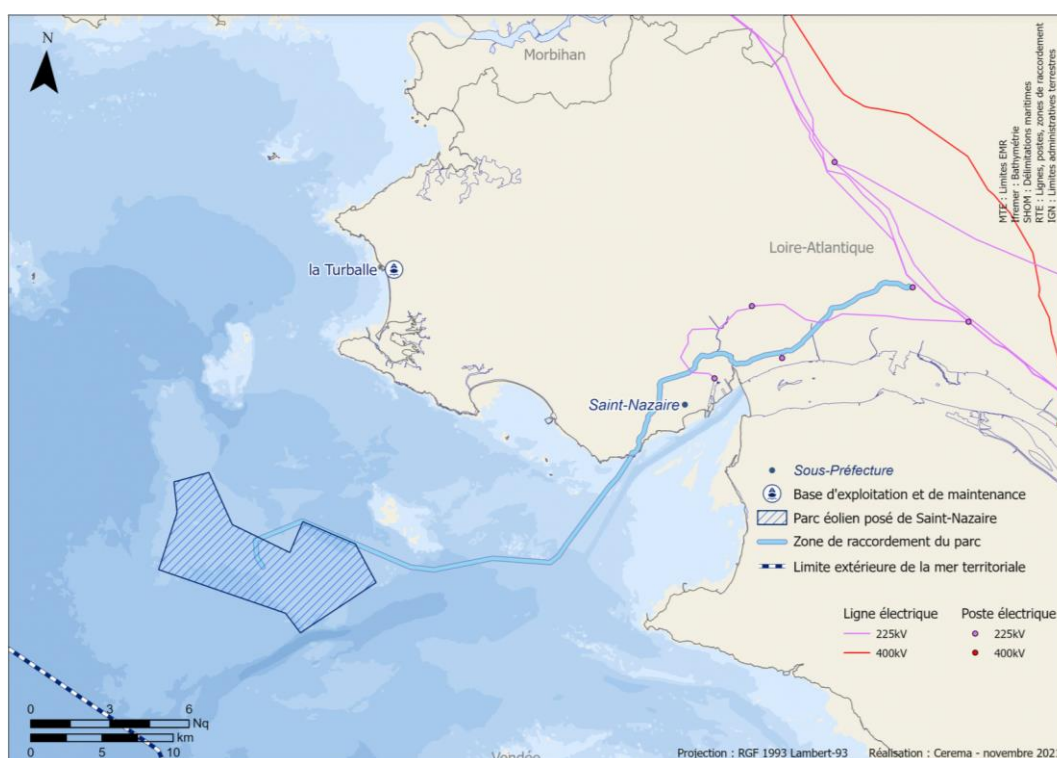 N
Morbihan
MTE : Limites EMR
Ifremer : Bathymétrie
SHOM : Délimitations maritimes
RTE : Lignes, postes, zones de raccordement
IGN : Limites administratives terrestres
Loire-Atlantique
la Turballe
Saint-Nazaire
Sous-Préfecture
Base d'exploitation et de maintenance
Parc éolien posé de Saint-Nazaire
Zone de raccordement du parc
Limite extérieure de la mer territoriale
Ligne électrique
225kV
400kV
Poste électrique
225kV
400kV
0 3 6
Nq
km
0 5 10
Vendée
Projection : RGF 1993 Lambert-93 Réalisation : Cerema - novembre 2021